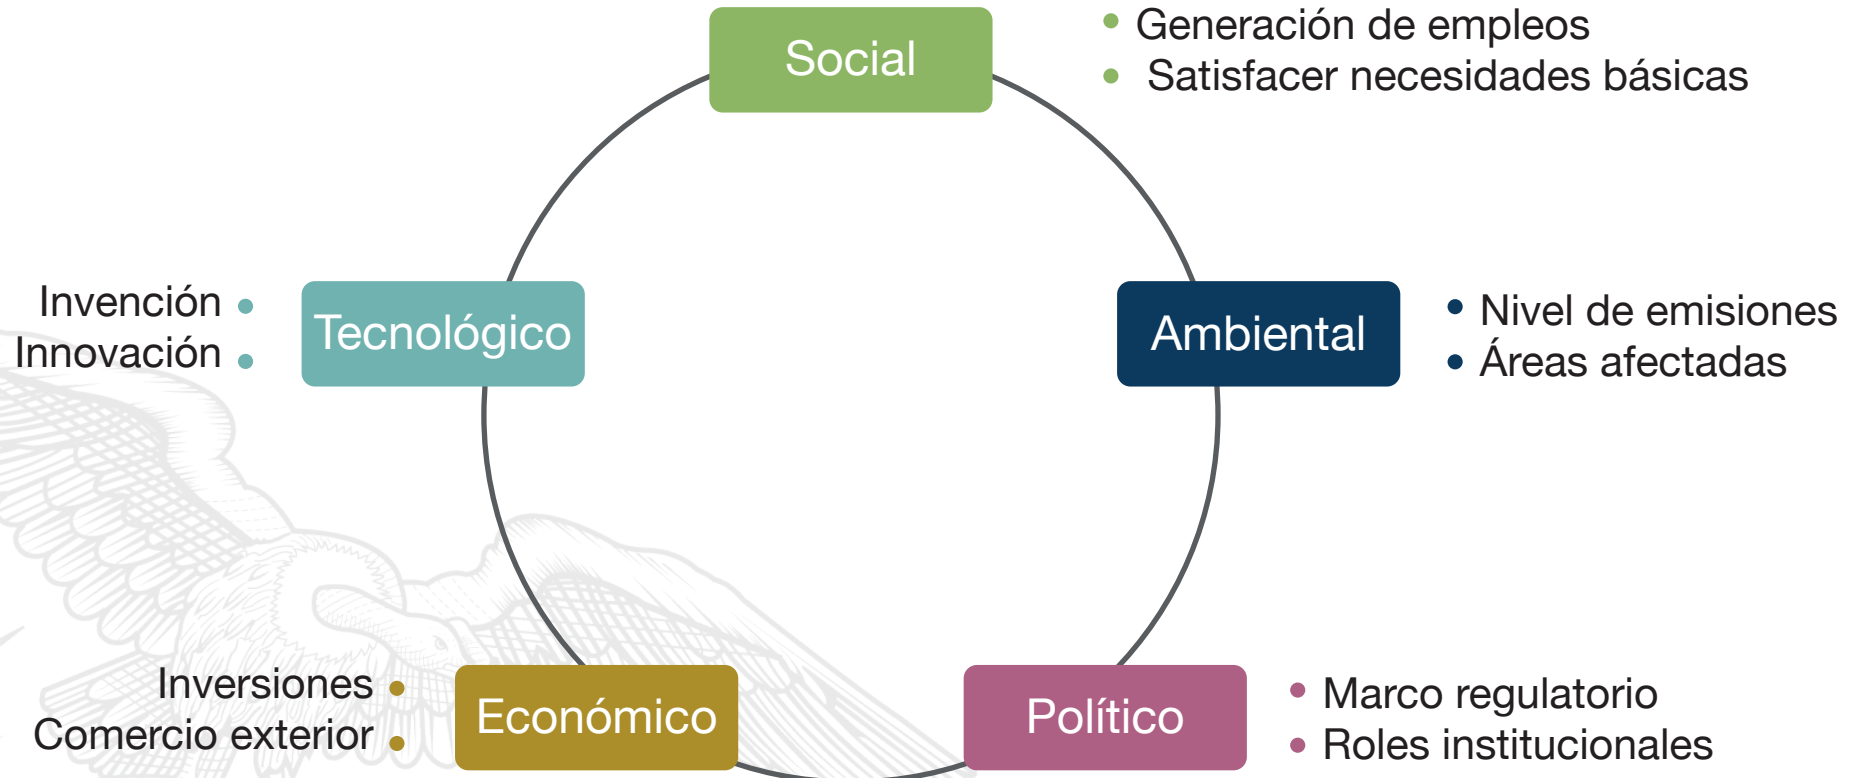 Social
Generación de empleos
Satisfacer necesidades básicas
Tecnológico
Invención
Innovación
Ambiental
Nivel de emisiones
Áreas afectadas
Económico
Inversiones
Comercio exterior
Político
Marco regulatorio
Roles institucionales